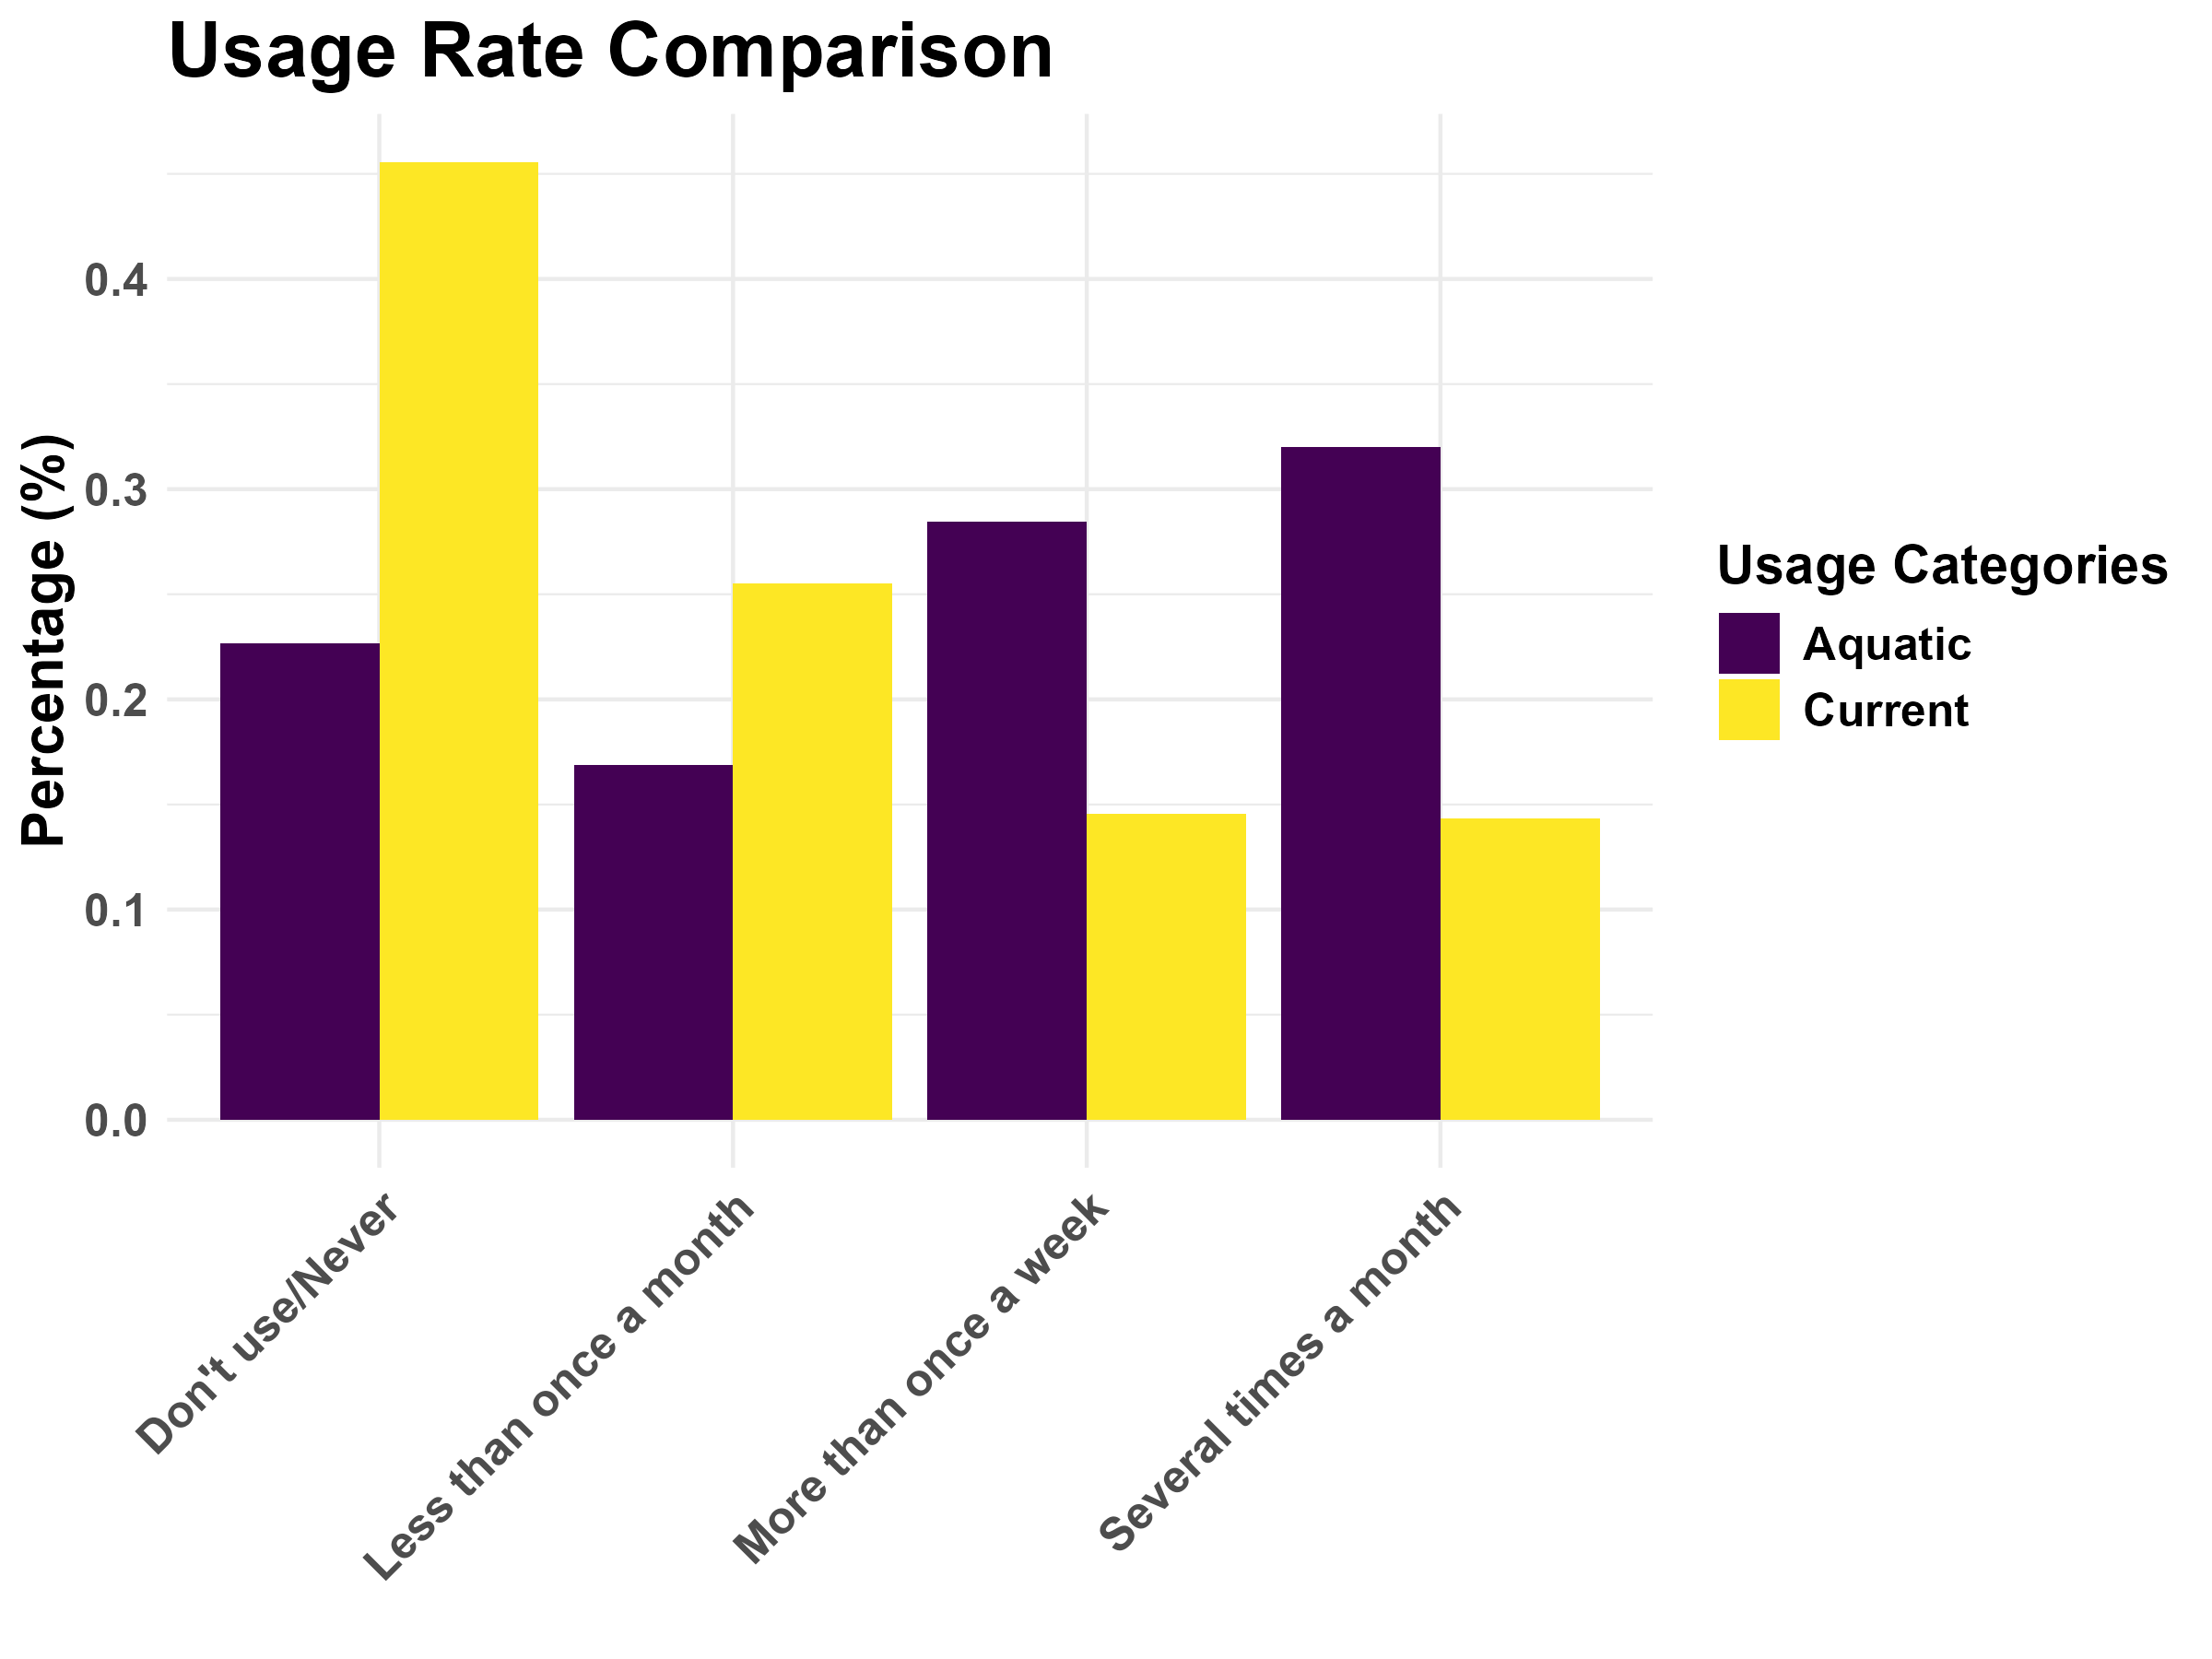 Usage Rate Comparison
Percentage (%)
0.4
0.3
0.2
0.1
0.0
Don't use/Never
Less than once a month
More than once a week
Several times a month
Usage Categories
Aquatic
Current